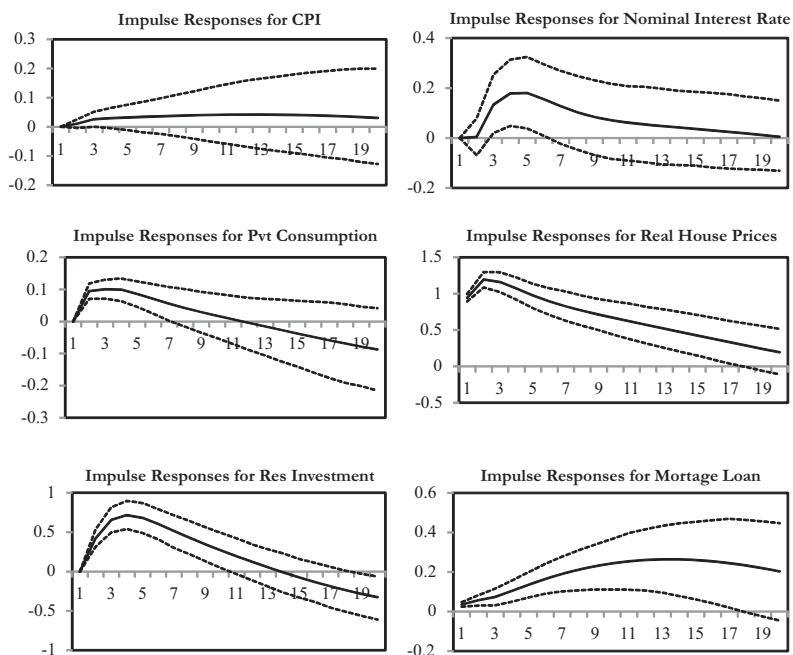 Impulse Responses for CPI
0.3
0.2
0.1
0
-0.1
-0.2
1 3 5 7 9 11 13 15 17 19
Impulse Responses for Nominal Interest Rate
0.4
0.2
0
-0.2
1 3 5 7 9 11 13 15 17 19
Impulse Responses for Pvt Consumption
0.2
0.1
0
-0.1
-0.2
-0.3
1 3 5 7 9 11 13 15 17 19
Impulse Responses for Real House Prices
1.5
1
0.5
0
-0.5
1 3 5 7 9 11 13 15 17 19
Impulse Responses for Res Investment
1
0.5
0
-0.5
-1
1 3 5 7 9 11 13 15 17 19
Impulse Responses for Mortage Loan
0.6
0.4
0.2
0
-0.2
1 3 5 7 9 11 13 15 17 19